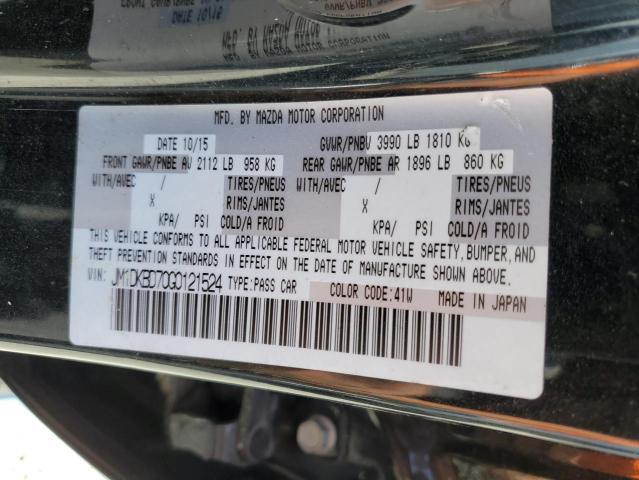 MFD. BY MAZDA MOTOR CORPORATION
DATE 10/15 GVWR/PNBV 3990 LB 1810 KG
FRONT GAWR/PNBE AV 2112 LB 958 KG REAR GAWR/PNBE AR 1896 LB 860 KG
WITH/AVEC / TIRES/PNEUS WITH/AVEC / TIRES/PNEUS
X RIMS/JANTES X RIMS/JANTES
KPA/ PSI COLD/A FROID KPA/ PSI COLD/A FROID
THIS VEHICLE CONFORMS TO ALL APPLICABLE FEDERAL MOTOR VEHICLE SAFETY, BUMPER, AND
THEFT PREVENTION STANDARDS IN EFFECT ON THE DATE OF MANUFACTURE SHOWN ABOVE.
VIN: JM1DKBD70G0121524 TYPE:PASS CAR COLOR CODE:41W MADE IN JAPAN